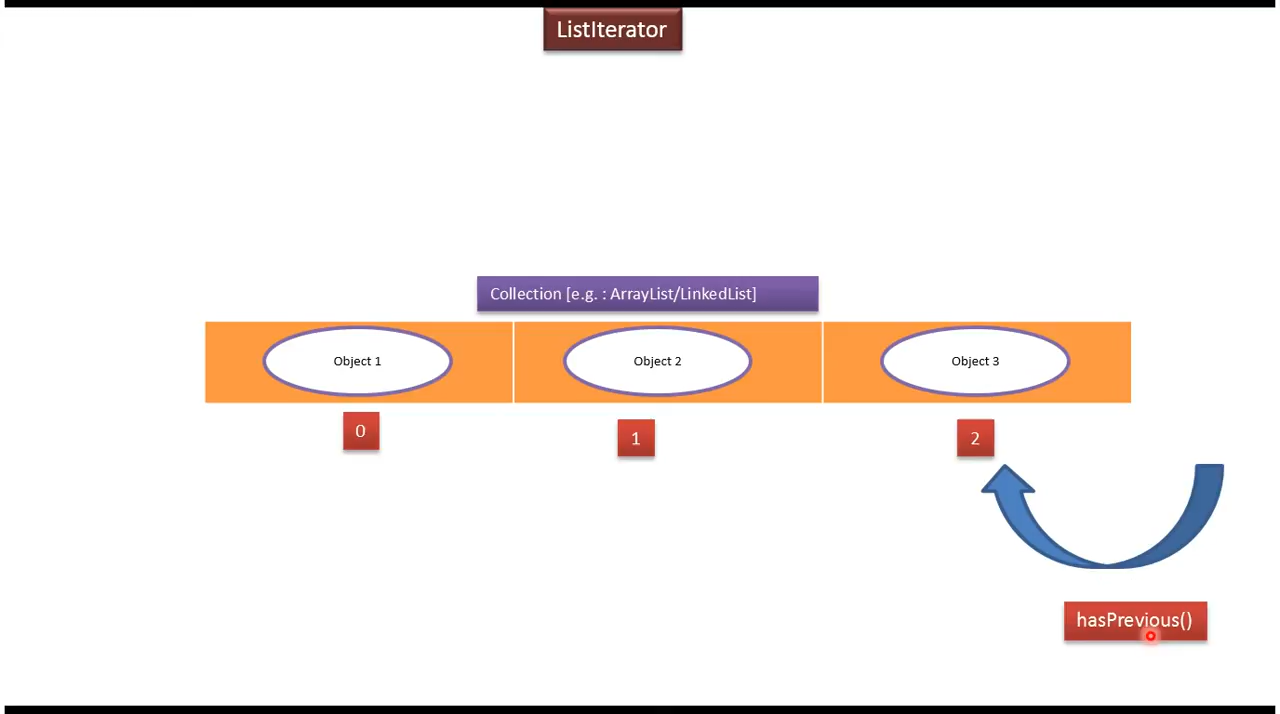 ListIterator
Collection [e.g. : ArrayList/LinkedList]
Object 1
Object 2
Object 3
0
1
2
hasPrevious()